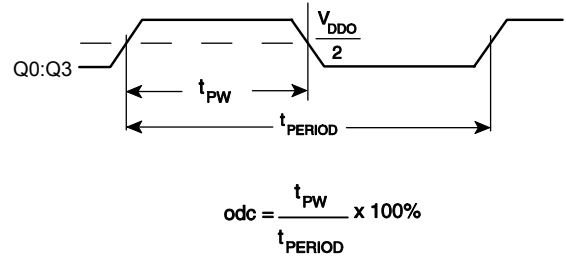 V_DDO
2
Q0:Q3
t_PW
t_PERIOD
odc = t_PW / t_PERIOD x 100%